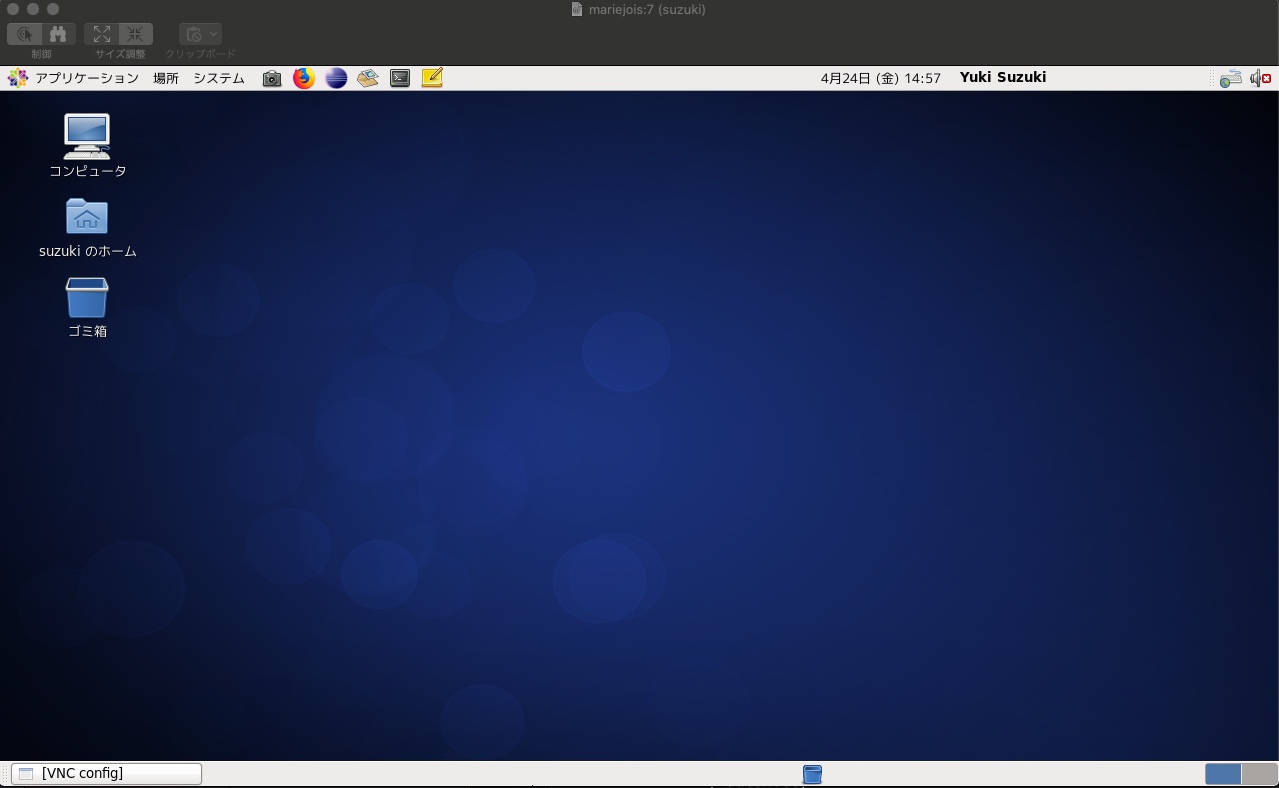 mariejois:7 (suzuki)
制御 サイズ調整 クリップボード
アプリケーション 場所 システム 4月24日 (金) 14:57 Yuki Suzuki
コンピュータ
suzuki のホーム
ゴミ箱
[VNC config]